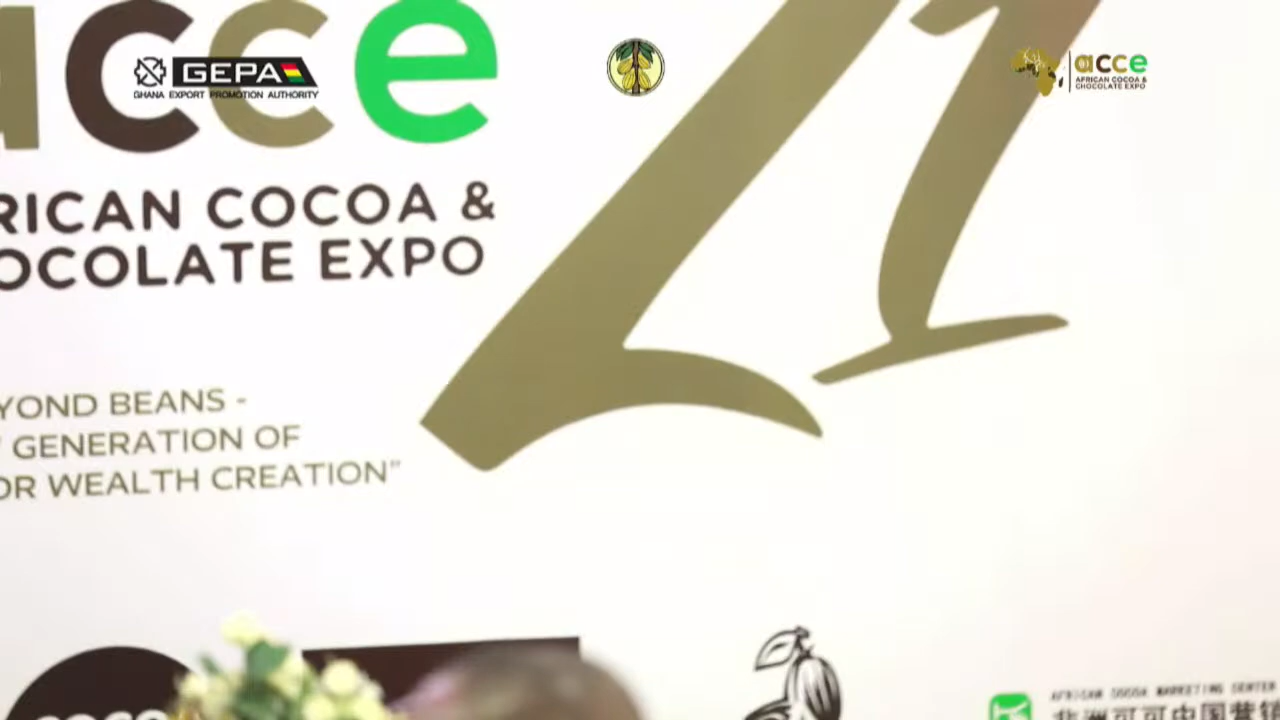 acce
GEPA
GHANA EXPORT PROMOTION AUTHORITY
acce
AFRICAN COCOA &
CHOCOLATE EXPO
RICAN COCOA &
OCOLATE EXPO
21
YOND BEANS -
GENERATION OF
OR WEALTH CREATION"
AFRICAN COCOA MARKETING CENTER
非洲可可中国营销